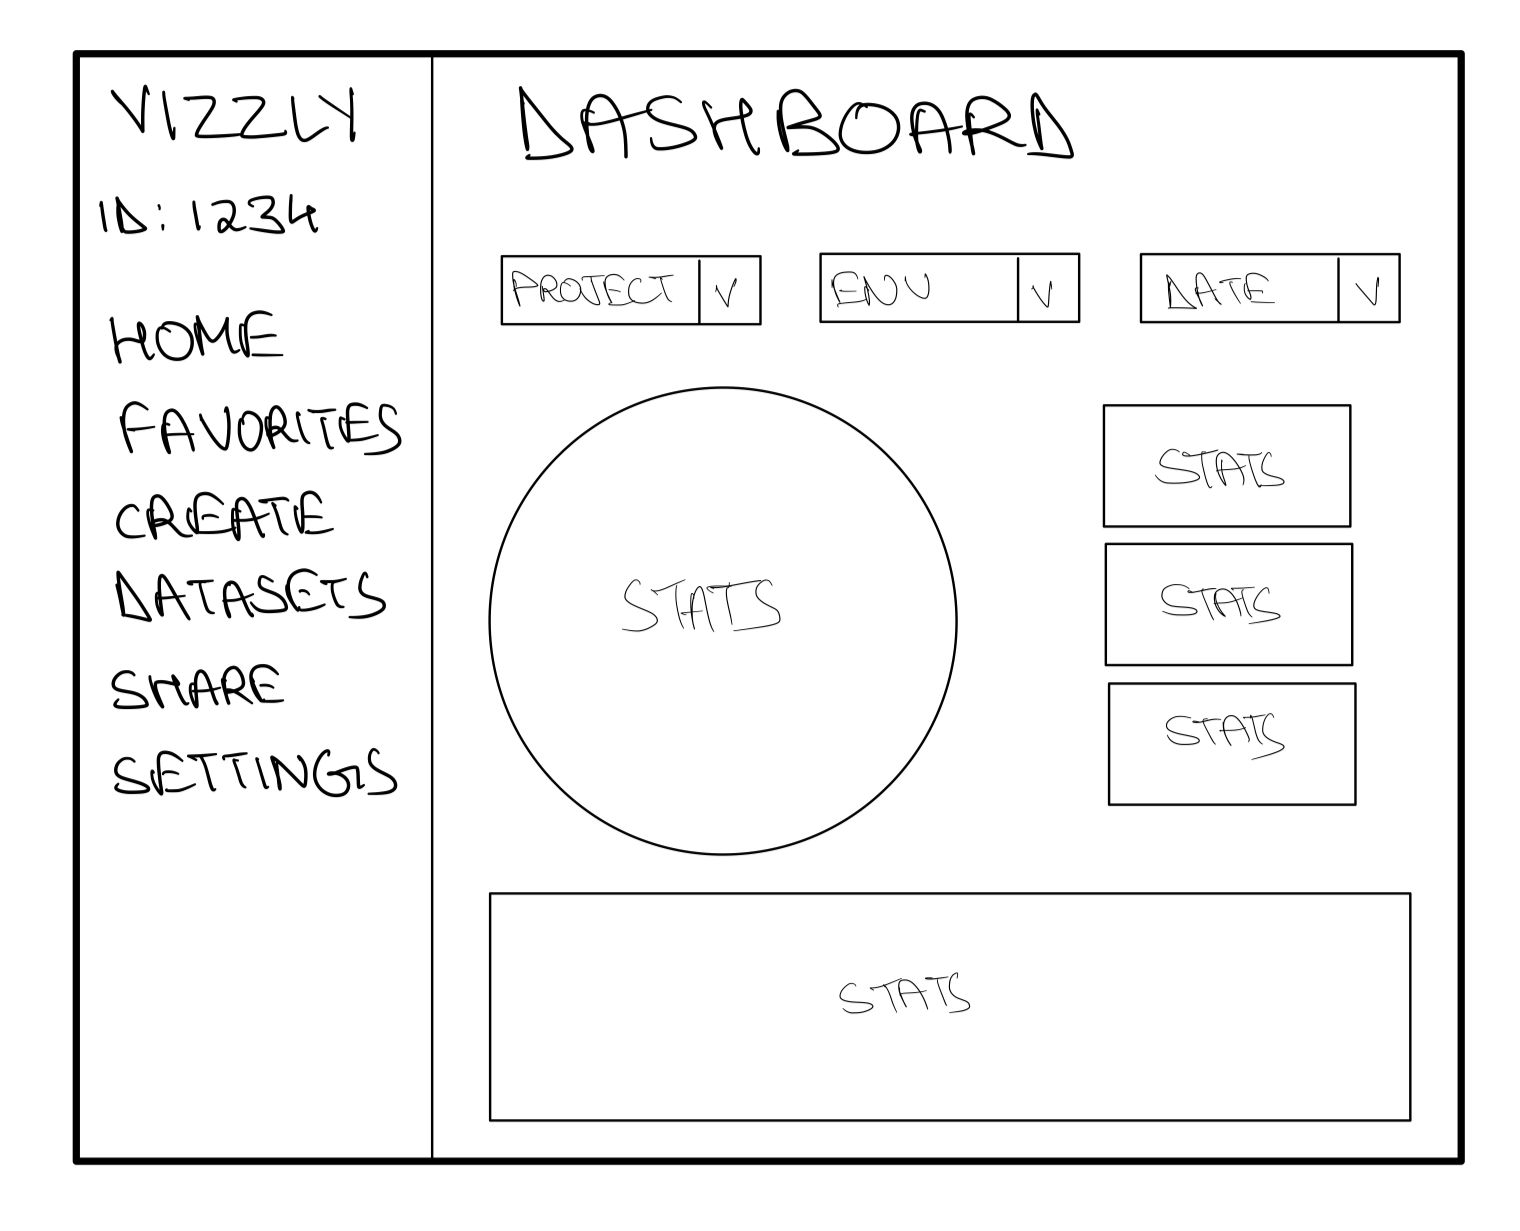 VIZZLY
ID: 1234
HOME
FAVORITES
CREATE
DATASETS
SHARE
SETTINGS
DASHBOARD
PROJECT V
ENV V
DATE V
STATS
STATS
STATS
STATS
STATS